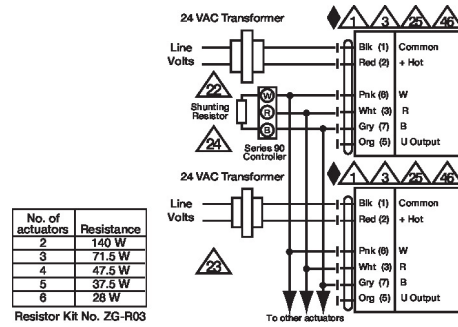 24 VAC Transformer
1 3 25 46
Line
Volts
Blk (1) Common
Red (2) + Hot
22
Pnk (6) W
Wht (3) R
Gry (7) B
Org (5) U Output
Shunting
Resistor
W
R
B
24
Series 90
Controller
24 VAC Transformer
1 3 25 46
Line
Volts
Blk (1) Common
Red (2) + Hot
23
Pnk (6) W
Wht (3) R
Gry (7) B
Org (5) U Output
To other actuators
No. of
actuators Resistance
2 140 W
3 71.5 W
4 47.5 W
5 37.5 W
6 28 W
Resistor Kit No. ZG-R03